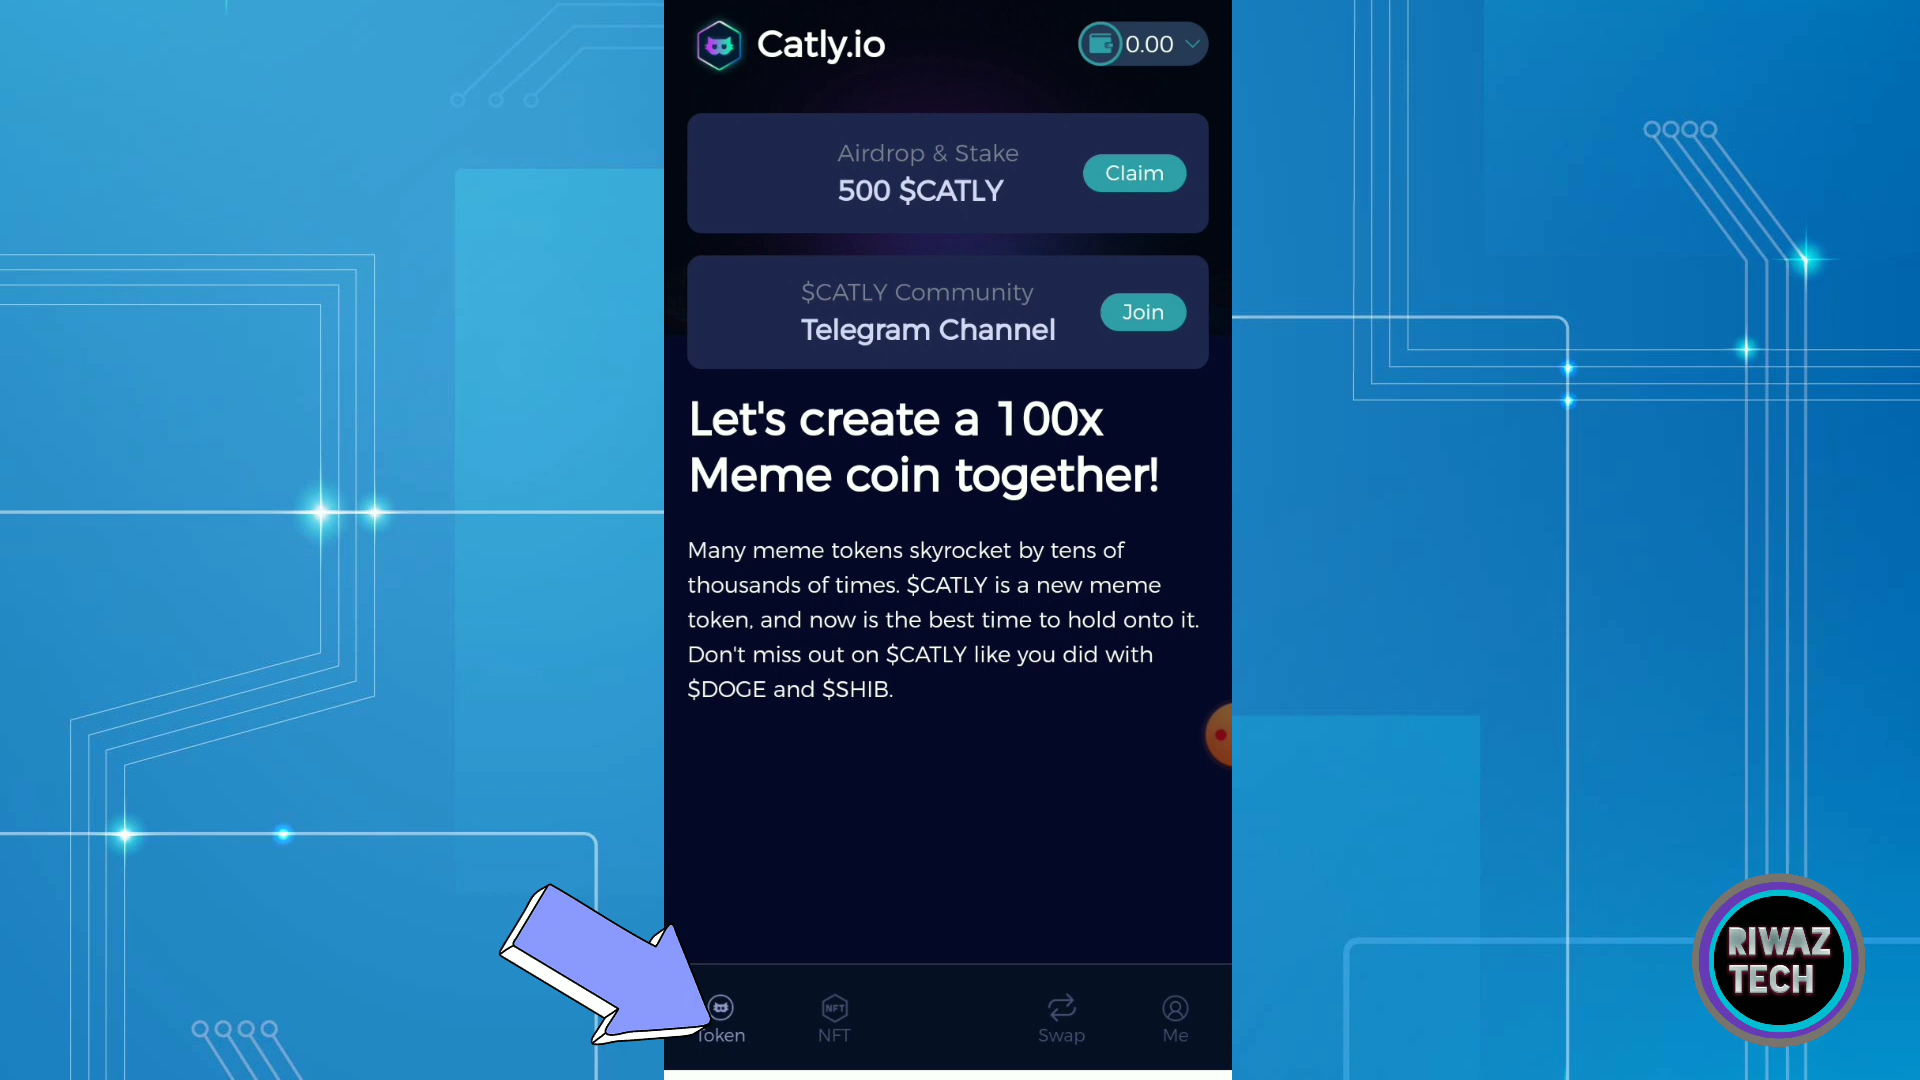 Catly.io
0.00
Airdrop & Stake
500 $CATLY
Claim
$CATLY Community
Telegram Channel
Join
Let's create a 100x
Meme coin together!
Many meme tokens skyrocket by tens of
thousands of times. $CATLY is a new meme
token, and now is the best time to hold onto it.
Don't miss out on $CATLY like you did with
$DOGE and $SHIB.
Token
NFT
NFT
Swap
Me
RIWAZ
TECH